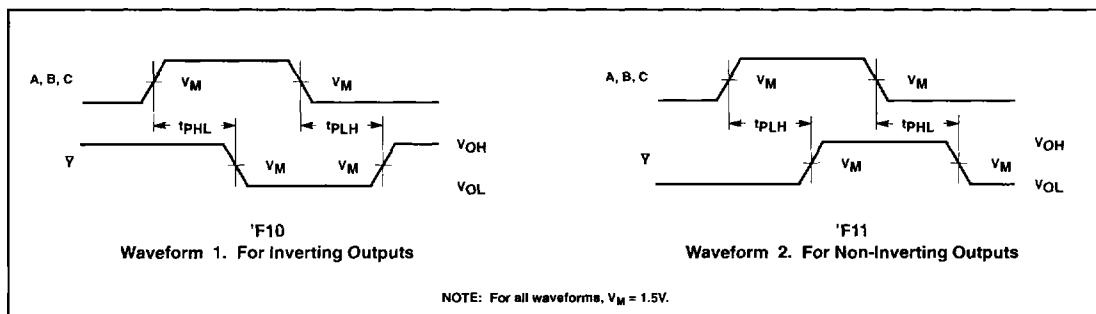 A, B, C
VM
VM
tPHL
tPLH
Y̅
VM
VM
VOH
VOL
'F10
Waveform 1. For Inverting Outputs
A, B, C
VM
VM
tPLH
tPHL
Y̅
VM
VM
VOH
VOL
'F11
Waveform 2. For Non-Inverting Outputs
NOTE: For all waveforms, VM = 1.5V.